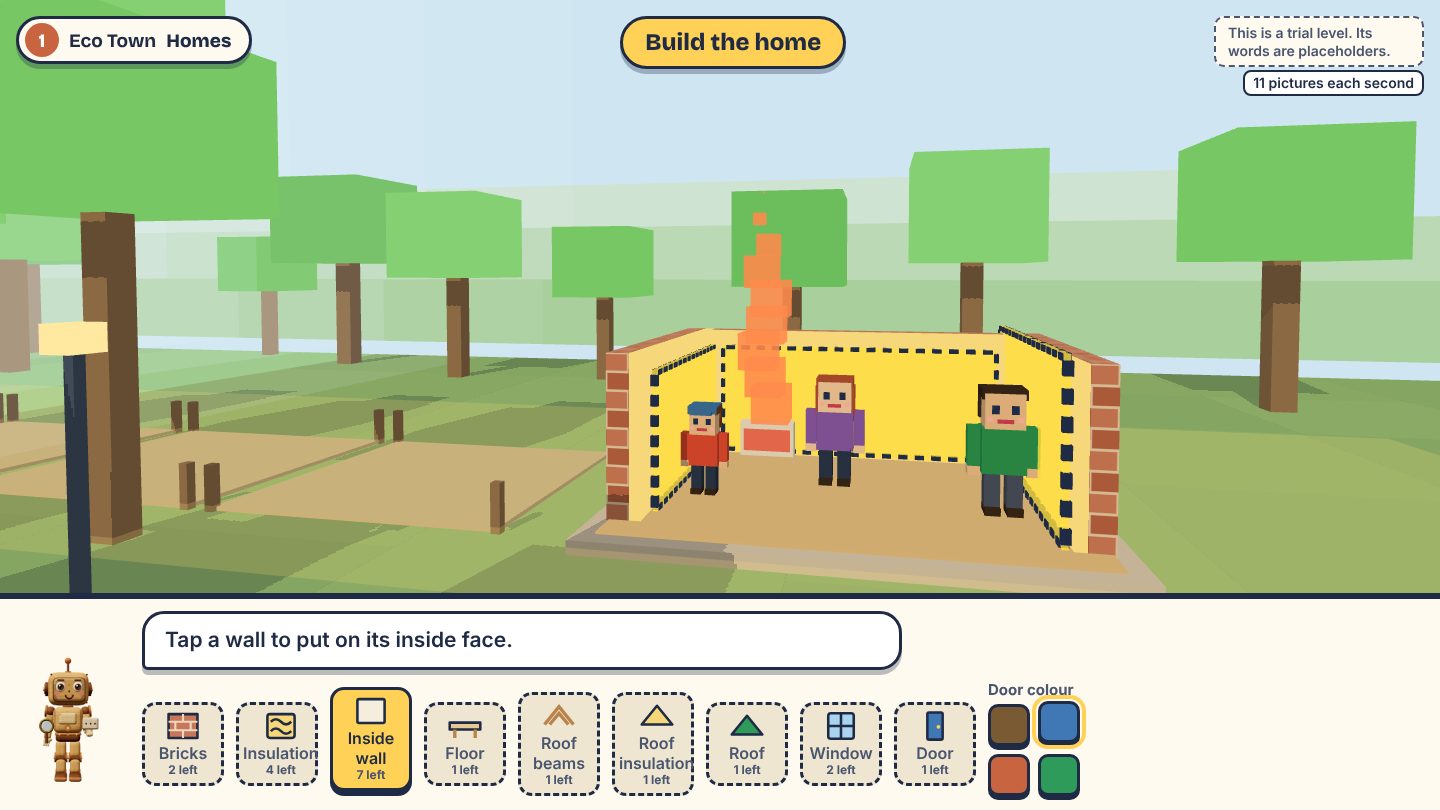 1 Eco Town Homes
Build the home
This is a trial level. Its
words are placeholders.
11 pictures each second
Tap a wall to put on its inside face.
Bricks
2 left
Insulation
4 left
Inside
wall
7 left
Floor
1 left
Roof
beams
1 left
Roof
insulation
1 left
Roof
1 left
Window
2 left
Door
1 left
Door colour